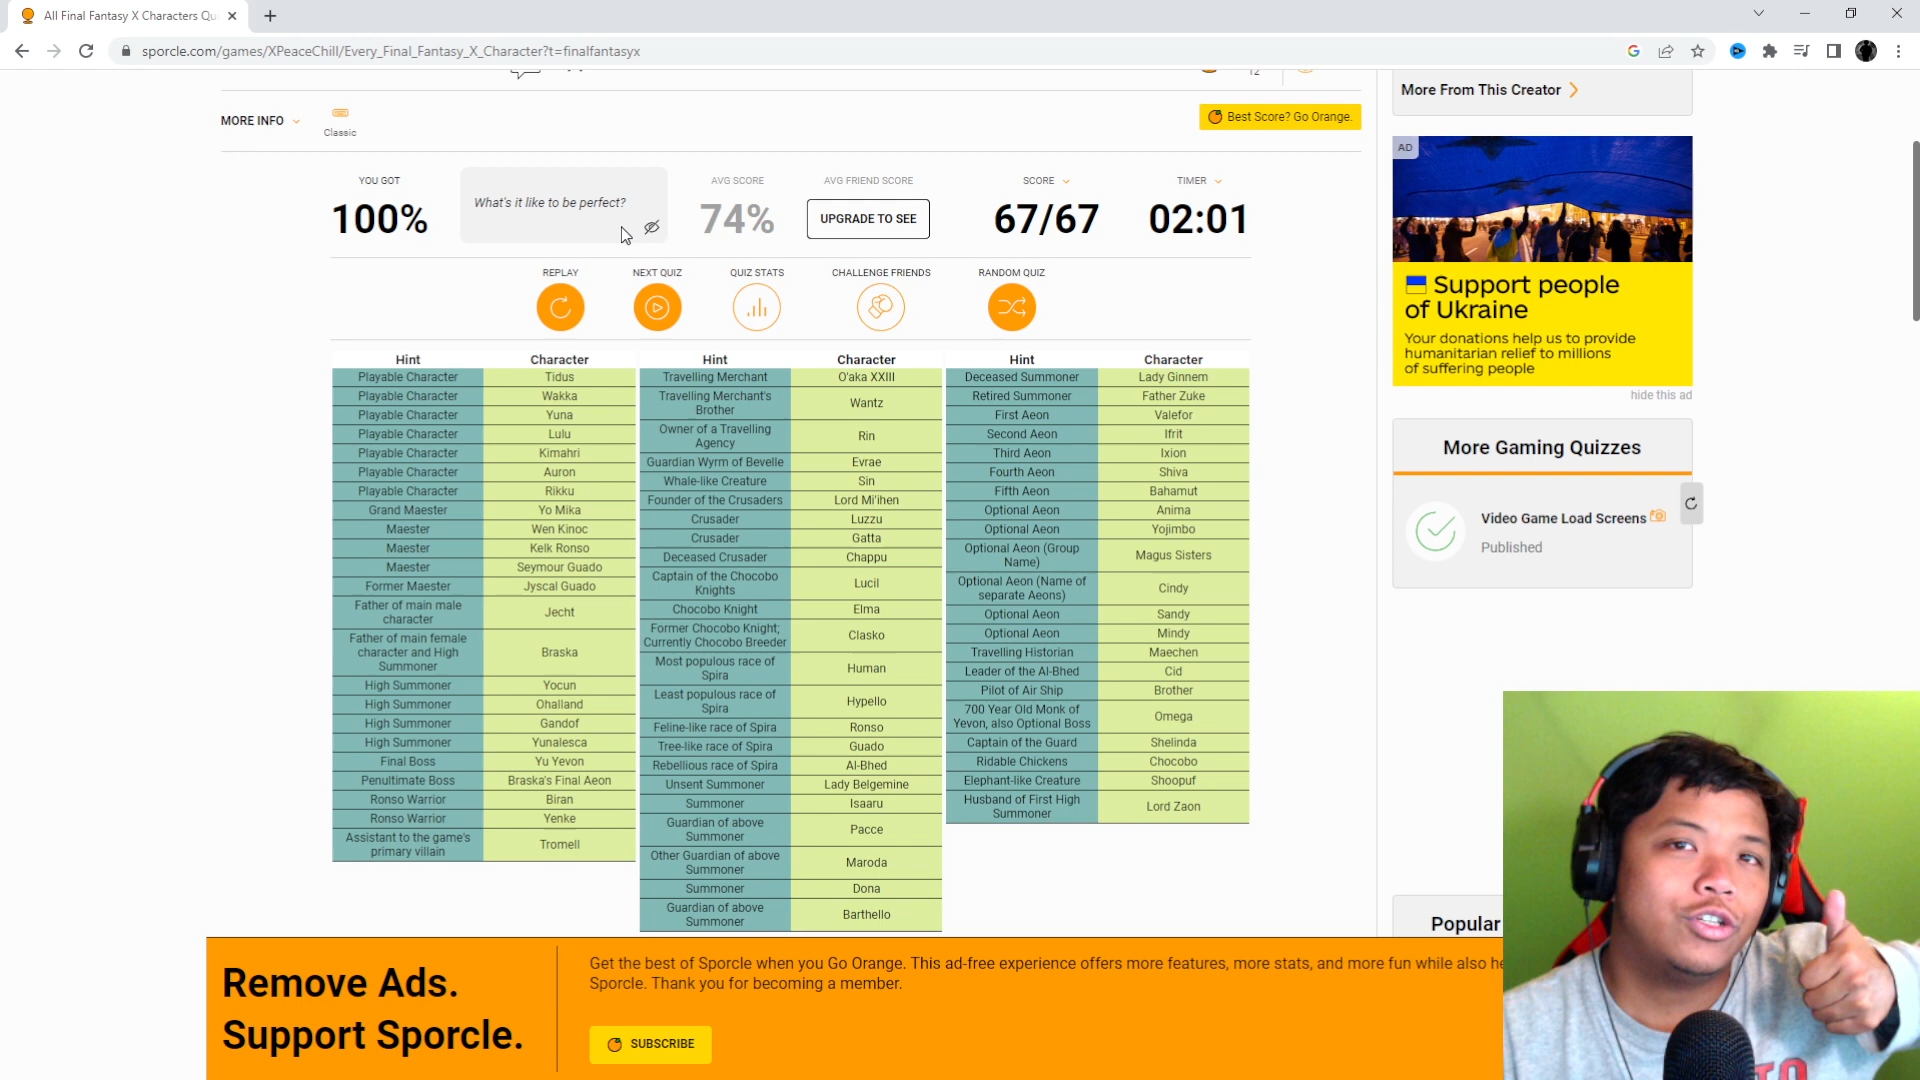 All Final Fantasy X Characters Qu
sporcle.com/games/XPeaceChill/Every_Final_Fantasy_X_Character?t=finalfantasyx
12
More From This Creator
MORE INFO
Classic
Best Score? Go Orange.
AD
YOU GOT
100%
What's it like to be perfect?
AVG SCORE
74%
AVG FRIEND SCORE
UPGRADE TO SEE
SCORE
67/67
TIMER
02:01
REPLAY
NEXT QUIZ
QUIZ STATS
CHALLENGE FRIENDS
RANDOM QUIZ
Support people
of Ukraine
Your donations help us to provide
humanitarian relief to millions
of suffering people
hide this ad
More Gaming Quizzes
Video Game Load Screens
Published
Popular
Hint Character
Playable Character Tidus
Playable Character Wakka
Playable Character Yuna
Playable Character Lulu
Playable Character Kimahri
Playable Character Auron
Playable Character Rikku
Grand Maester Yo Mika
Maester Wen Kinoc
Maester Kelk Ronso
Maester Seymour Guado
Former Maester Jyscal Guado
Father of main male
character
Jecht
Father of main female
character and High
Summoner
Braska
High Summoner Yocun
High Summoner Ohalland
High Summoner Gandof
High Summoner Yunalesca
Final Boss Yu Yevon
Penultimate Boss Braska's Final Aeon
Ronso Warrior Biran
Ronso Warrior Yenke
Assistant to the game's
primary villain
Tromell
Hint Character
Travelling Merchant O'aka XXIII
Travelling Merchant's
Brother
Wantz
Owner of a Travelling
Agency
Rin
Guardian Wyrm of Bevelle Evrae
Whale-like Creature Sin
Founder of the Crusaders Lord Mi'ihen
Crusader Luzzu
Crusader Gatta
Deceased Crusader Chappu
Captain of the Chocobo
Knights
Lucil
Chocobo Knight Elma
Former Chocobo Knight;
Currently Chocobo Breeder
Clasko
Most populous race of
Spira
Human
Least populous race of
Spira
Hypello
Feline-like race of Spira Ronso
Tree-like race of Spira Guado
Rebellious race of Spira Al-Bhed
Unsent Summoner Lady Belgemine
Summoner Isaaru
Guardian of above
Summoner
Pacce
Other Guardian of above
Summoner
Maroda
Summoner Dona
Guardian of above
Summoner
Barthello
Hint Character
Deceased Summoner Lady Ginnem
Retired Summoner Father Zuke
First Aeon Valefor
Second Aeon Ifrit
Third Aeon Ixion
Fourth Aeon Shiva
Fifth Aeon Bahamut
Optional Aeon Anima
Optional Aeon Yojimbo
Optional Aeon (Group
Name)
Magus Sisters
Optional Aeon (Name of
separate Aeons)
Cindy
Optional Aeon Sandy
Optional Aeon Mindy
Travelling Historian Maechen
Leader of the Al-Bhed Cid
Pilot of Air Ship Brother
700 Year Old Monk of
Yevon, also Optional Boss
Omega
Captain of the Guard Shelinda
Ridable Chickens Chocobo
Elephant-like Creature Shoopuf
Husband of First High
Summoner
Lord Zaon
Remove Ads.
Support Sporcle.
Get the best of Sporcle when you Go Orange. This ad-free experience offers more features, more stats, and more fun while also he
Sporcle. Thank you for becoming a member.
SUBSCRIBE